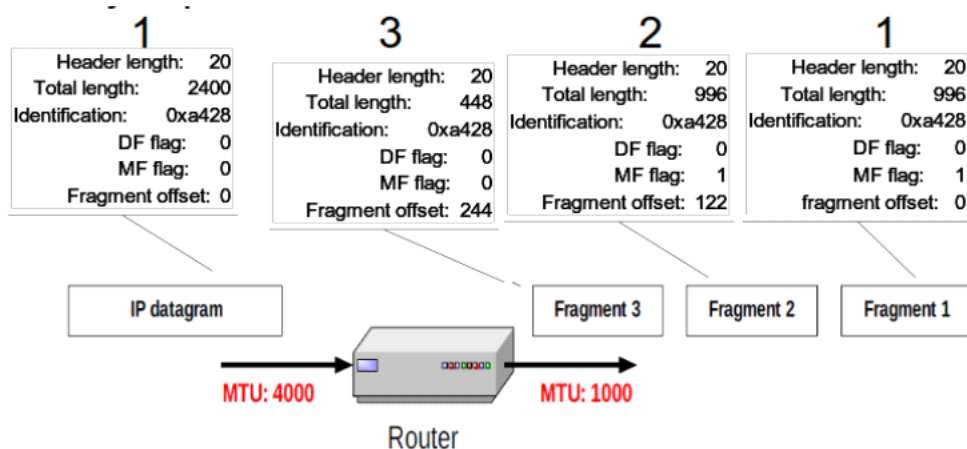 1
Header length: 20
Total length: 2400
Identification: 0xa428
DF flag: 0
MF flag: 0
Fragment offset: 0
3
Header length: 20
Total length: 448
Identification: 0xa428
DF flag: 0
MF flag: 0
Fragment offset: 244
2
Header length: 20
Total length: 996
Identification: 0xa428
DF flag: 0
MF flag: 1
Fragment offset: 122
1
Header length: 20
Total length: 996
Identification: 0xa428
DF flag: 0
MF flag: 1
fragment offset: 0
IP datagram
Fragment 3
Fragment 2
Fragment 1
MTU: 4000
MTU: 1000
Router